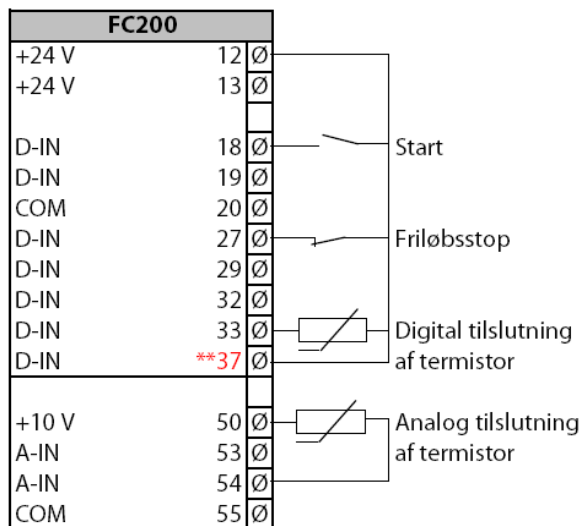 FC200
+24 V 12 Ø
+24 V 13 Ø
D-IN 18 Ø Start
D-IN 19 Ø
COM 20 Ø
D-IN 27 Ø Friløbsstop
D-IN 29 Ø
D-IN 32 Ø
D-IN 33 Ø Digital tilslutning
D-IN **37 Ø af termistor
+10 V 50 Ø Analog tilslutning
A-IN 53 Ø af termistor
A-IN 54 Ø
COM 55 Ø